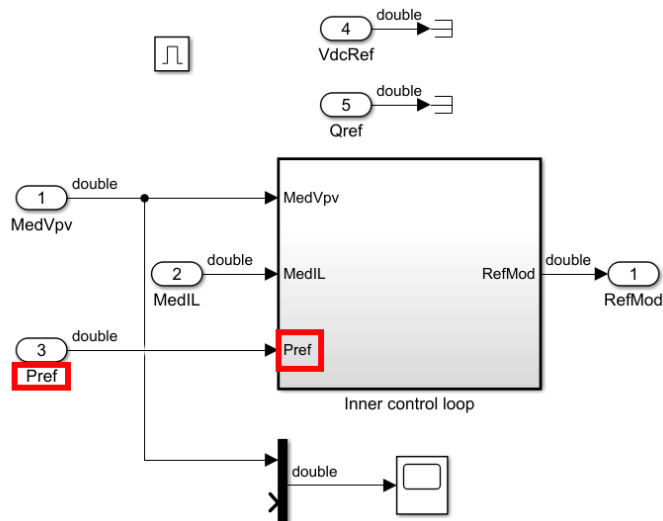 4
double
VdcRef
5
double
Qref
1
double
MedVpv
MedVpv
2
double
MedIL
MedIL
RefMod
double
1
RefMod
3
double
Pref
Pref
Inner control loop
double